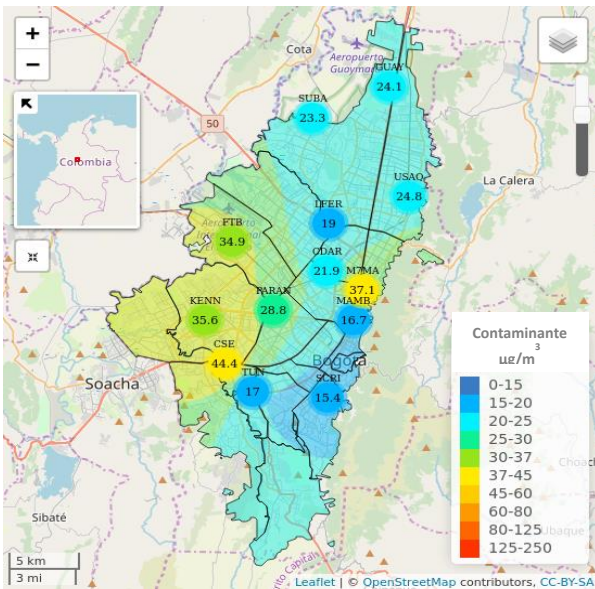 +
−
Cota
Aeropuerto
Guaymaral
GUAY
24.1
SUBA
23.3
50
Colombia
La Calera
USAQ
24.8
LFER
19
FTB
34.9
CDAR
21.9
M7MA
37.1
MAMB
16.7
PARAN
28.8
KENN
35.6
CSE
44.4
Bogotá
TUN
17
SCRI
15.4
Soacha
Sibaté
Contaminante
µg/m³
0-15
15-20
20-25
25-30
30-37
37-45
45-60
60-80
80-125
125-250
Choach
Ubaque
5 km
3 mi
Leaflet | © OpenStreetMap contributors, CC-BY-SA